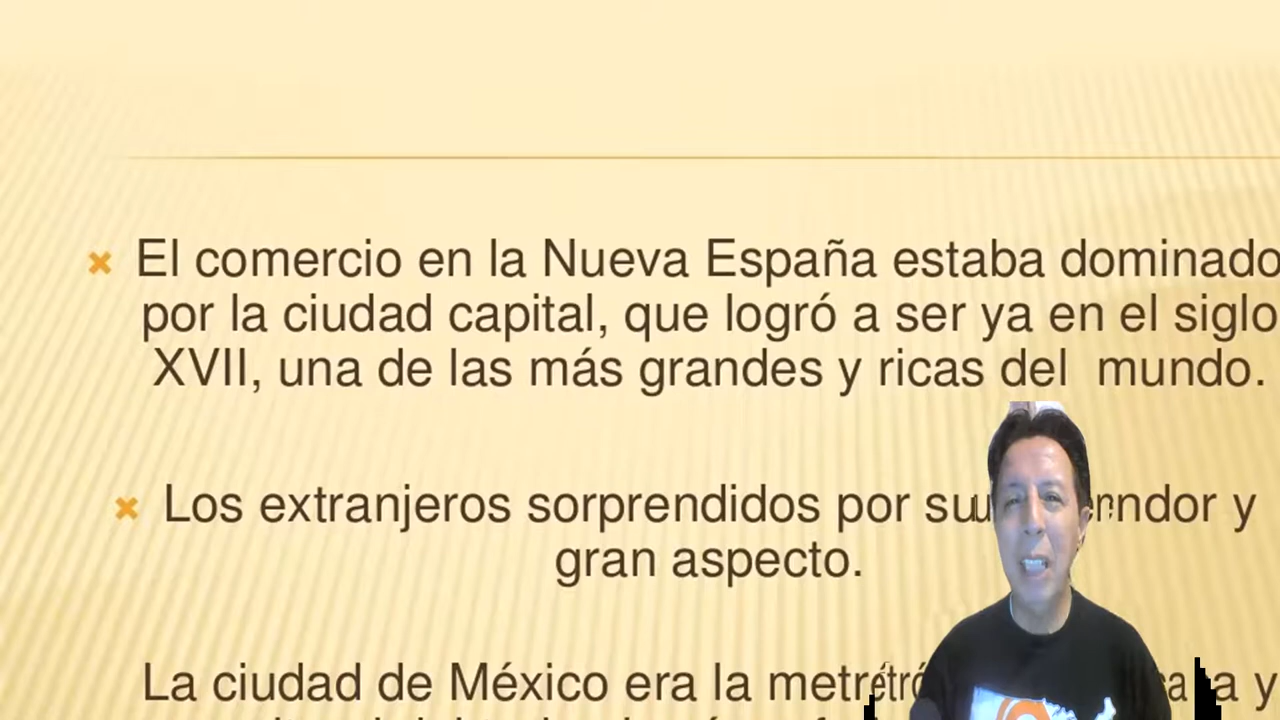 El comercio en la Nueva España estaba dominado
por la ciudad capital, que logró a ser ya en el siglo
XVII, una de las más grandes y ricas del mundo.
Los extranjeros sorprendidos por su y
gran aspecto.
La ciudad de México era la y